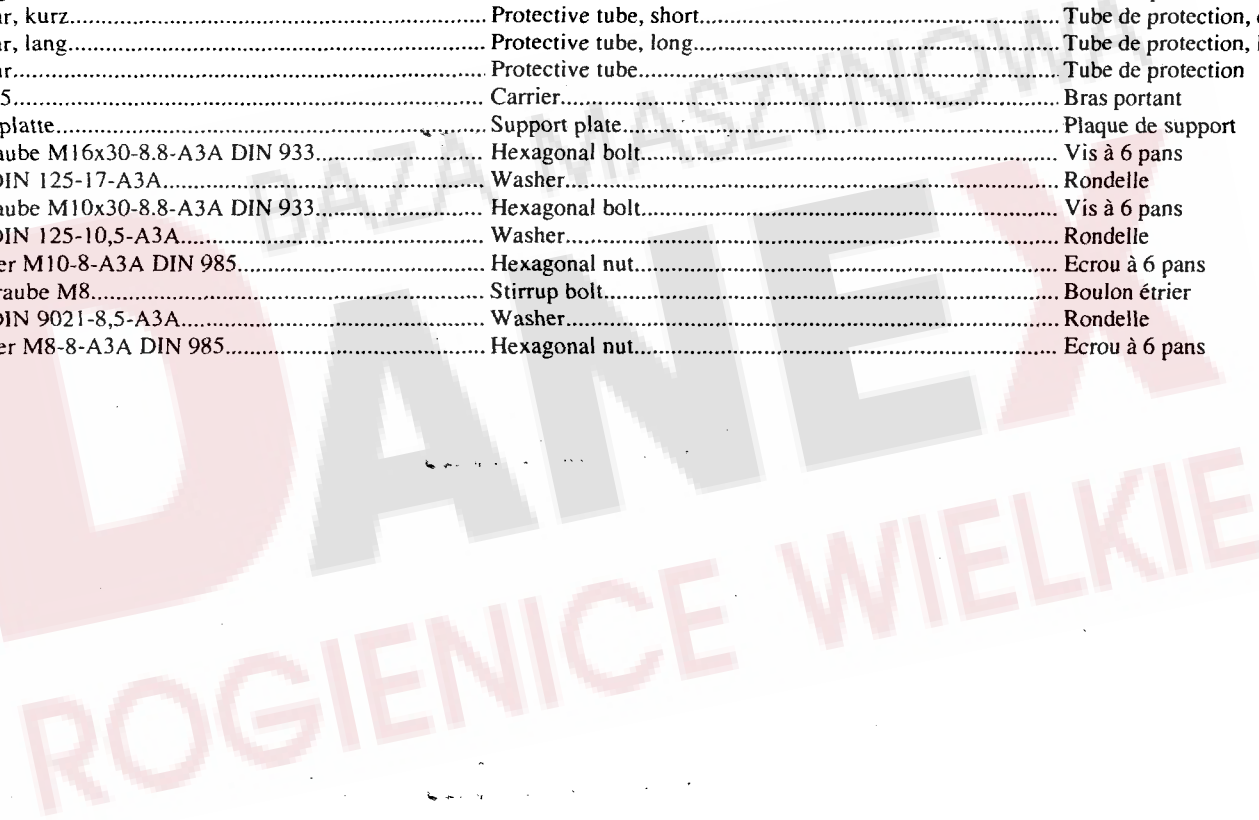 r, kurz Protective tube, short Tube de protection,
r, lang Protective tube, long Tube de protection,
r Protective tube Tube de protection
5 Carrier Bras portant
platte Support plate Plaque de support
aube M16x30-8.8-A3A DIN 933 Hexagonal bolt Vis à 6 pans
DIN 125-17-A3A Washer Rondelle
aube M10x30-8.8-A3A DIN 933 Hexagonal bolt Vis à 6 pans
DIN 125-10,5-A3A Washer Rondelle
er M10-8-A3A DIN 985 Hexagonal nut Ecrou à 6 pans
raube M8 Stirrup bolt Boulon étrier
DIN 9021-8,5-A3A Washer Rondelle
er M8-8-A3A DIN 985 Hexagonal nut Ecrou à 6 pans
BAZA MASZYNOWA
DANEX
ROGIENICE WIELKIE